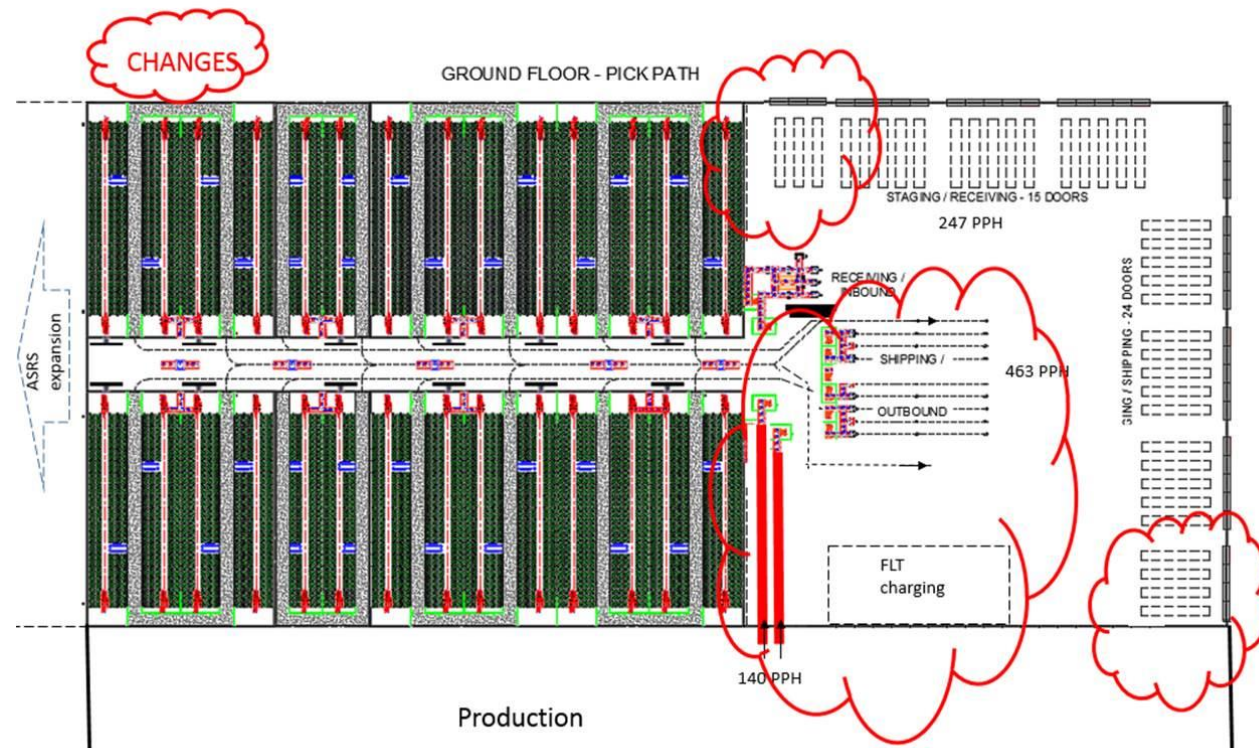 CHANGES
GROUND FLOOR - PICK PATH
STAGING / RECEIVING - 15 DOORS
247 PPH
RECEIVING /
INBOUND
ASRS
expansion
SHIPPING /
463 PPH
OUTBOUND
GING SHIPPING - 24 DOORS
FLT
charging
140 PPH
Production